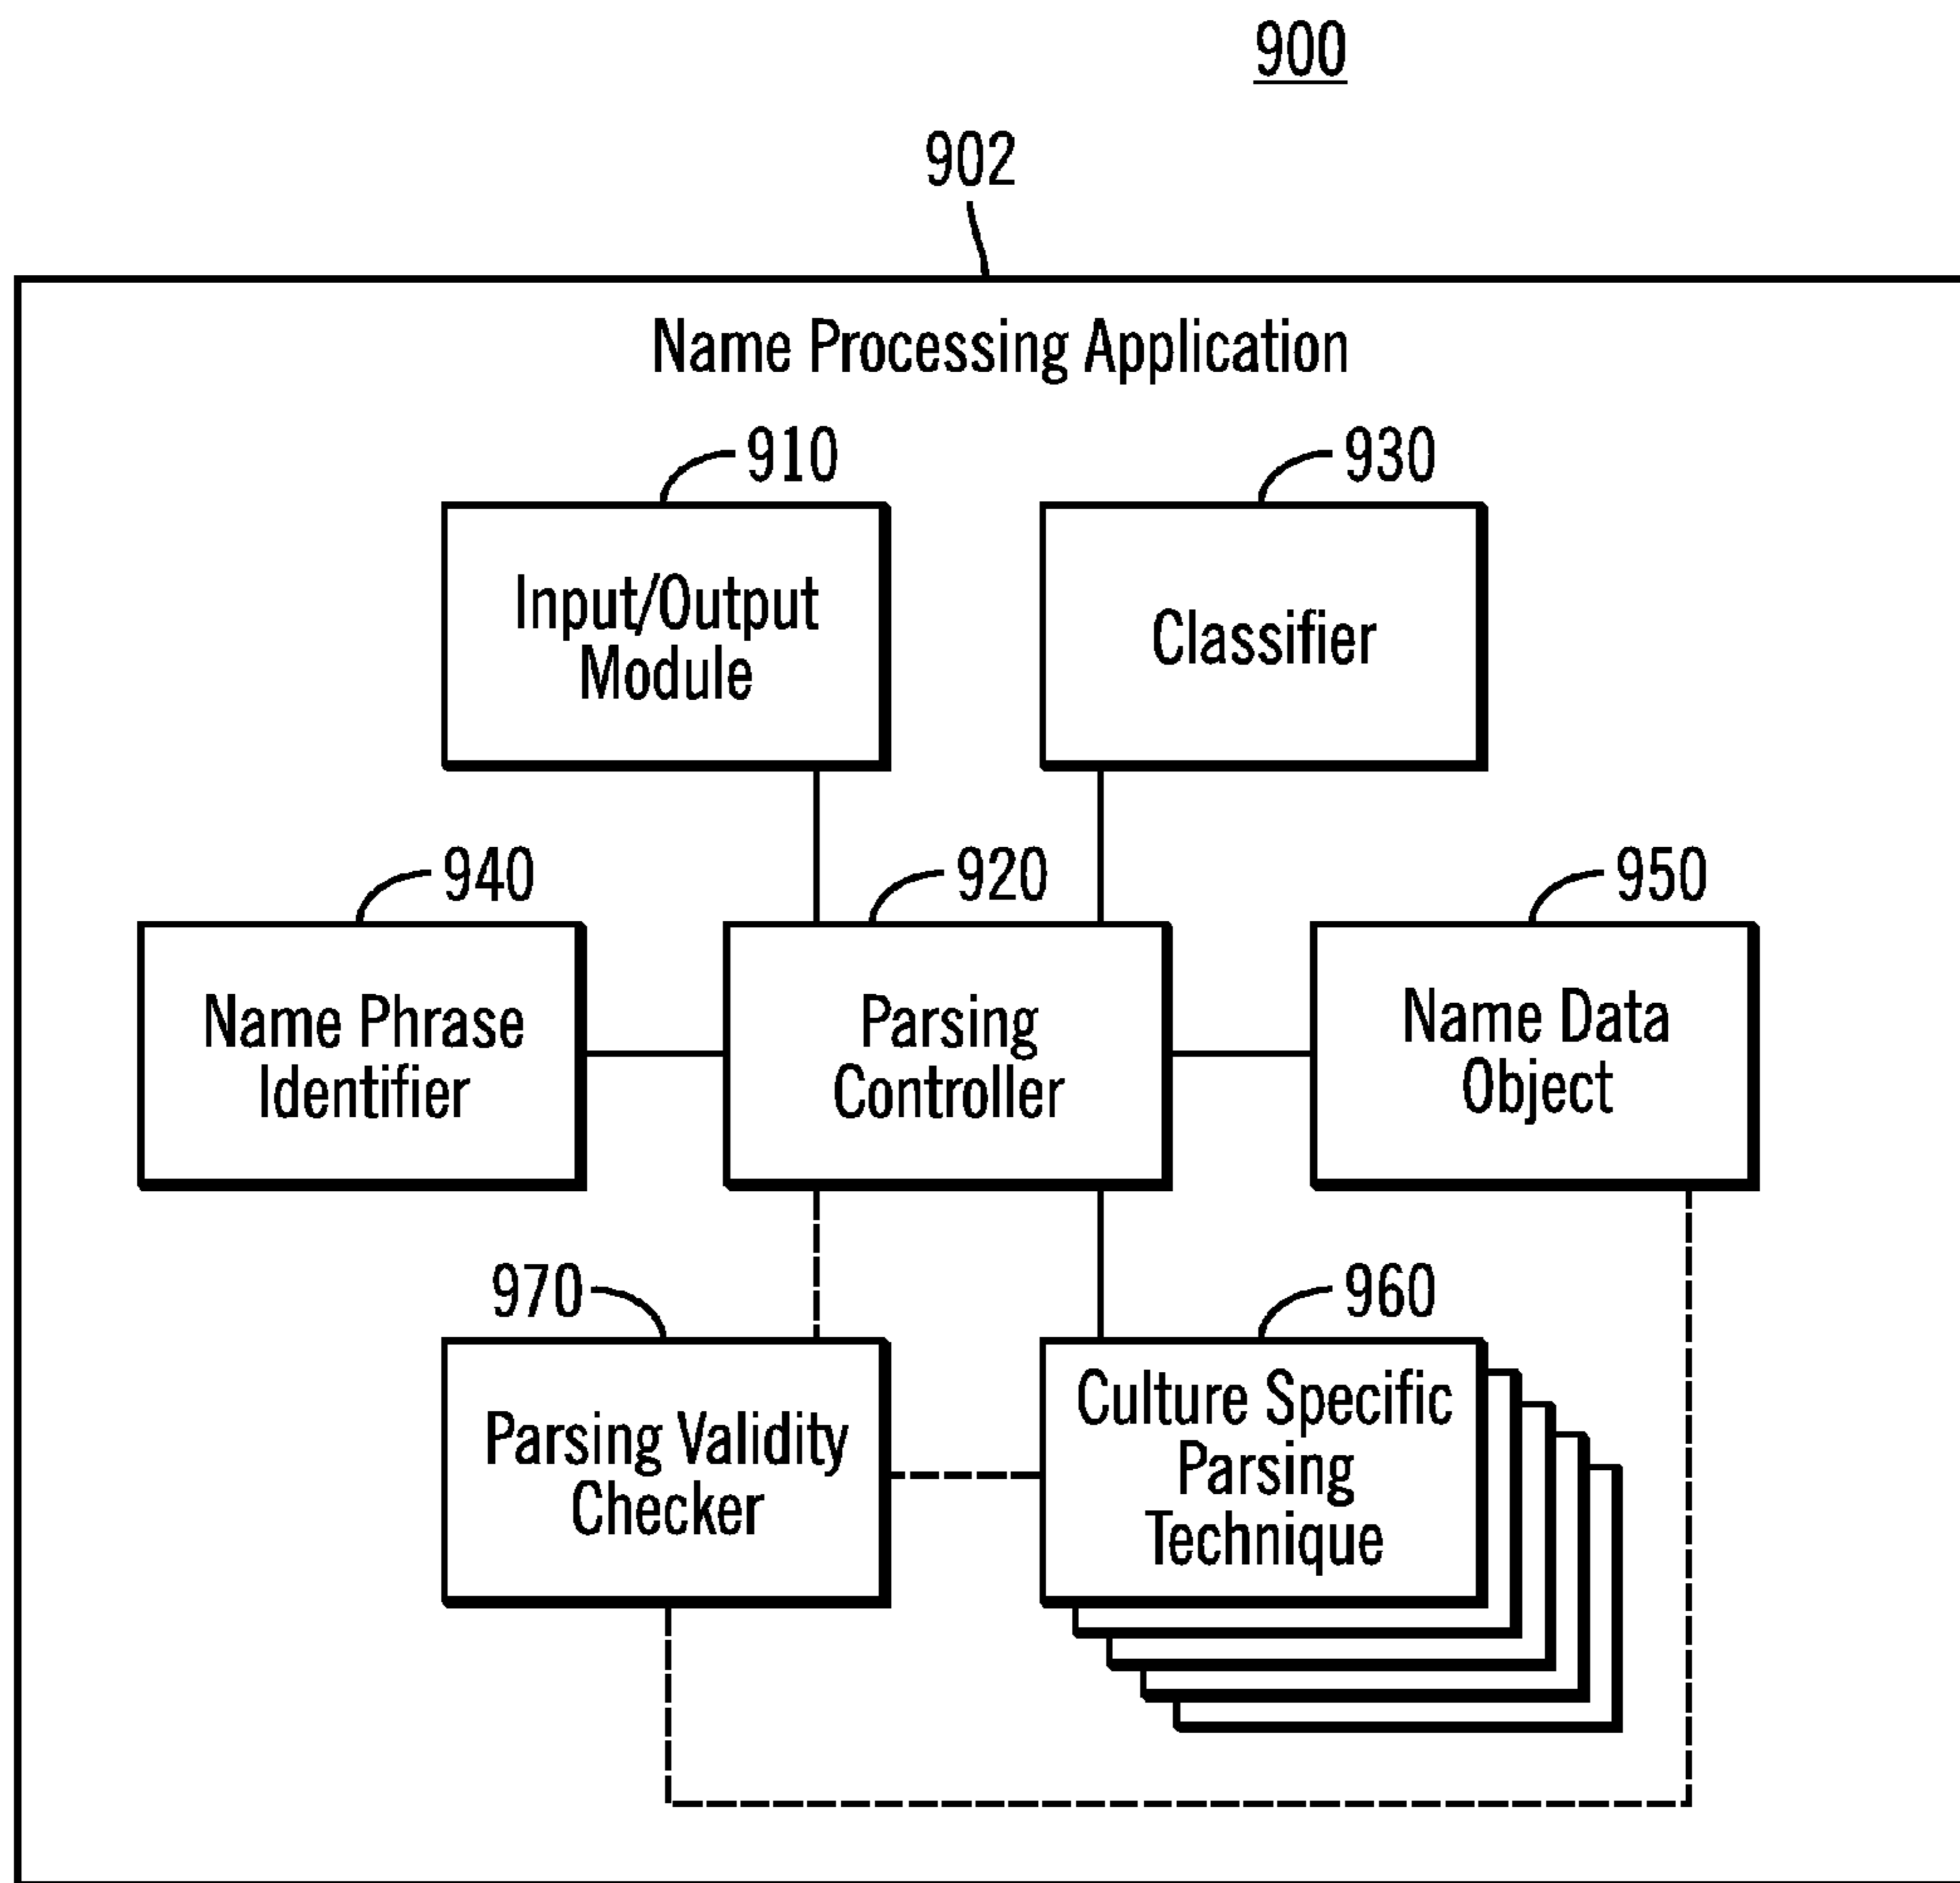 900
902
Name Processing Application
910
930
Input/Output
Module
Classifier
940
920
950
Name Phrase
Identifier
Parsing
Controller
Name Data
Object
970
960
Parsing Validity
Checker
Culture Specific
Parsing
Technique